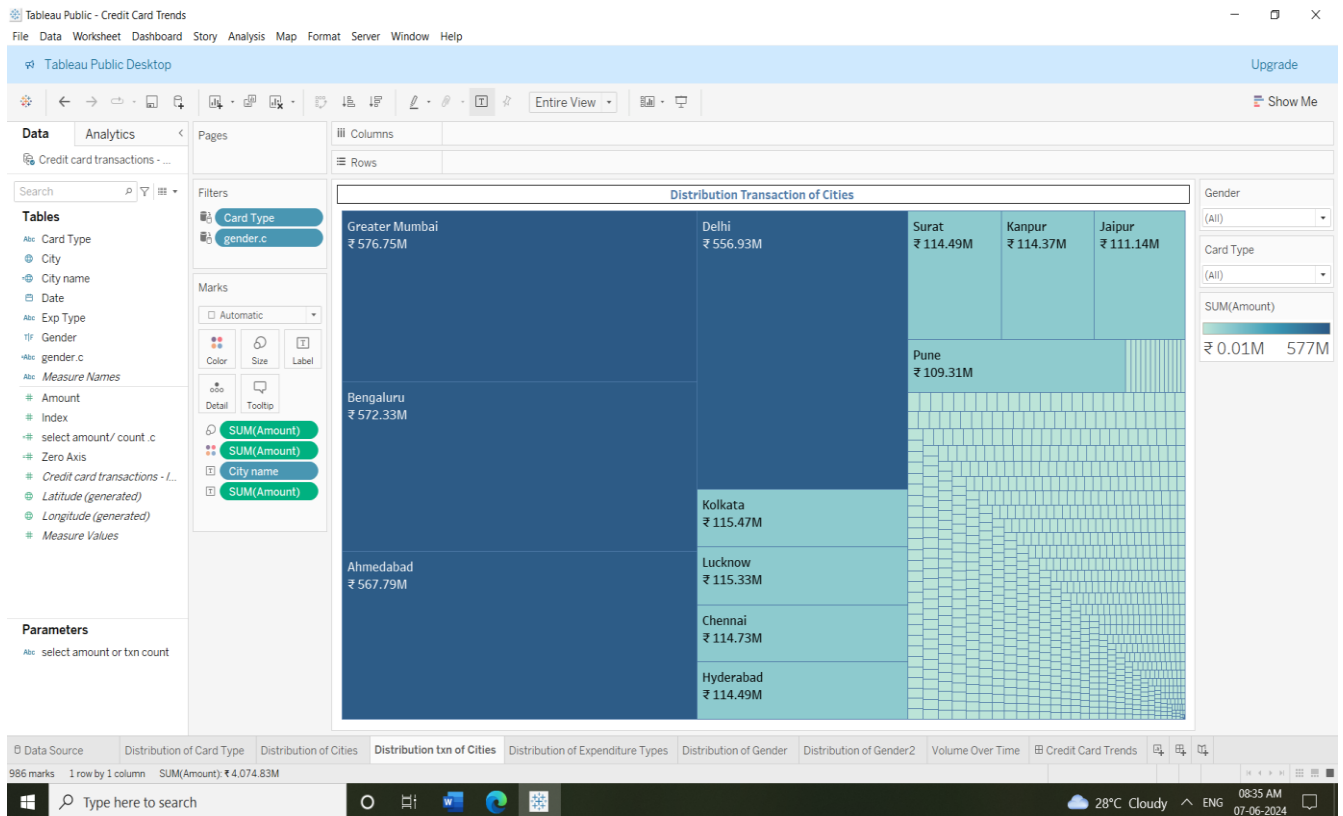 Tableau Public - Credit Card Trends
File Data Worksheet Dashboard Story Analysis Map Format Server Window Help
Tableau Public Desktop
Upgrade
Entire View
Show Me
Data Analytics
Credit card transactions - ...
Search
Tables
Abc Card Type
City
City name
Date
Abc Exp Type
T|F Gender
Abc gender.c
Abc Measure Names
# Amount
# Index
# select amount/ count .c
# Zero Axis
# Credit card transactions - I...
Latitude (generated)
Longitude (generated)
# Measure Values
Parameters
Abc select amount or txn count
Pages
Filters
Card Type
gender.c
Marks
Automatic
Color Size Label
Detail Tooltip
SUM(Amount)
SUM(Amount)
City name
SUM(Amount)
Columns
Rows
Distribution Transaction of Cities
Greater Mumbai
₹ 576.75M
Bengaluru
₹ 572.33M
Ahmedabad
₹ 567.79M
Delhi
₹ 556.93M
Kolkata
₹ 115.47M
Lucknow
₹ 115.33M
Chennai
₹ 114.73M
Hyderabad
₹ 114.49M
Surat
₹ 114.49M
Kanpur
₹ 114.37M
Jaipur
₹ 111.14M
Pune
₹ 109.31M
Gender
(All)
Card Type
(All)
SUM(Amount)
₹ 0.01M 577M
Data Source Distribution of Card Type Distribution of Cities Distribution txn of Cities Distribution of Expenditure Types Distribution of Gender Distribution of Gender2 Volume Over Time Credit Card Trends
986 marks 1 row by 1 column SUM(Amount): ₹ 4,074.83M
Type here to search
28°C Cloudy ENG
08:35 AM
07-06-2024